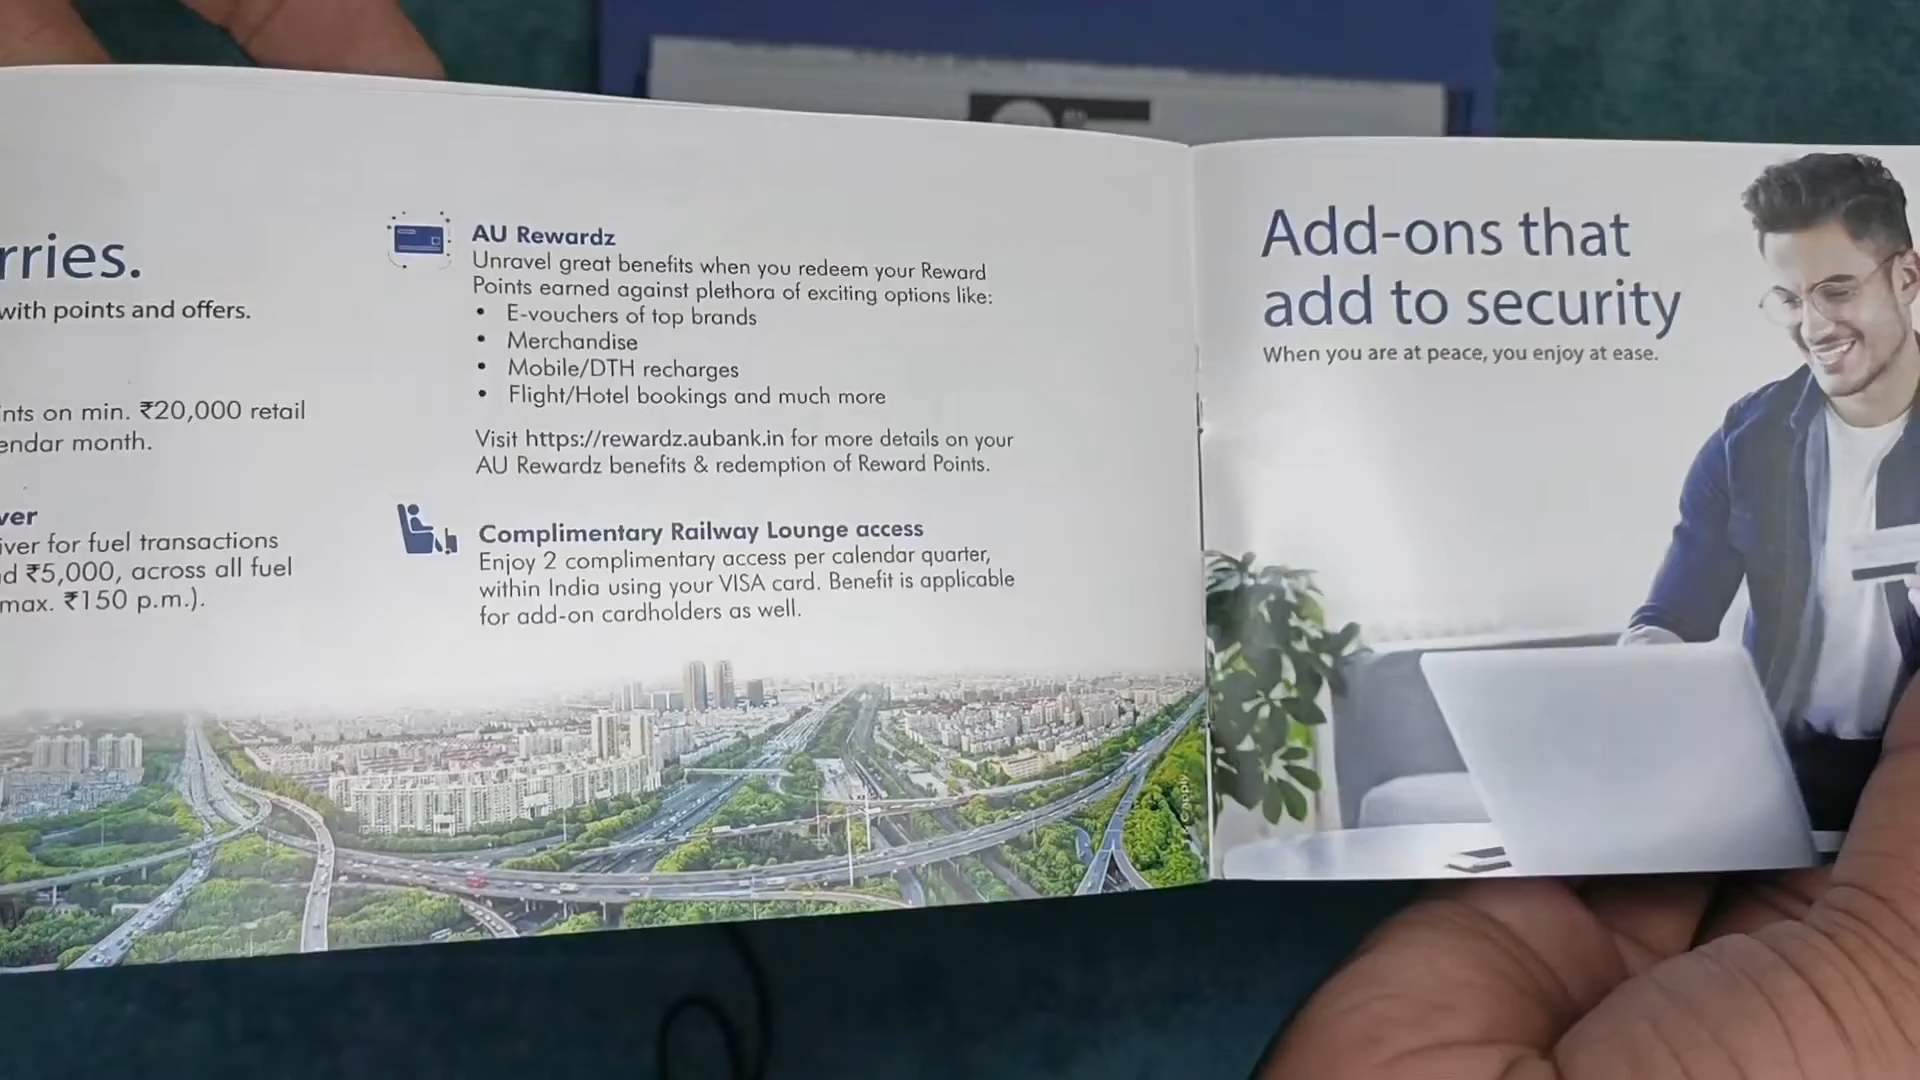 rries.
with points and offers.
nts on min. ₹20,000 retail
endar month.
ver
iver for fuel transactions
d ₹5,000, across all fuel
max. ₹150 p.m.).
AU Rewardz
Unravel great benefits when you redeem your Reward
Points earned against plethora of exciting options like:
• E-vouchers of top brands
• Merchandise
• Mobile/DTH recharges
• Flight/Hotel bookings and much more
Visit https://rewardz.aubank.in for more details on your
AU Rewardz benefits & redemption of Reward Points.
Complimentary Railway Lounge access
Enjoy 2 complimentary access per calendar quarter,
within India using your VISA card. Benefit is applicable
for add-on cardholders as well.
Add-ons that
add to security
When you are at peace, you enjoy at ease.
apply